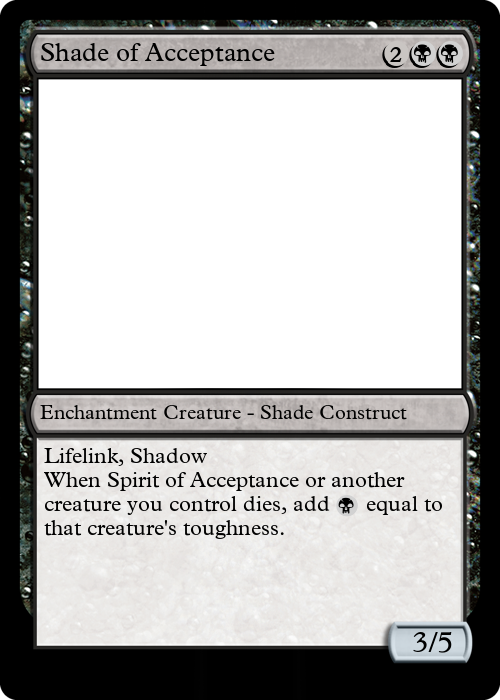 Shade of Acceptance 2
Enchantment Creature - Shade Construct
Lifelink, Shadow
When Spirit of Acceptance or another
creature you control dies, add equal to
that creature's toughness.
3/5